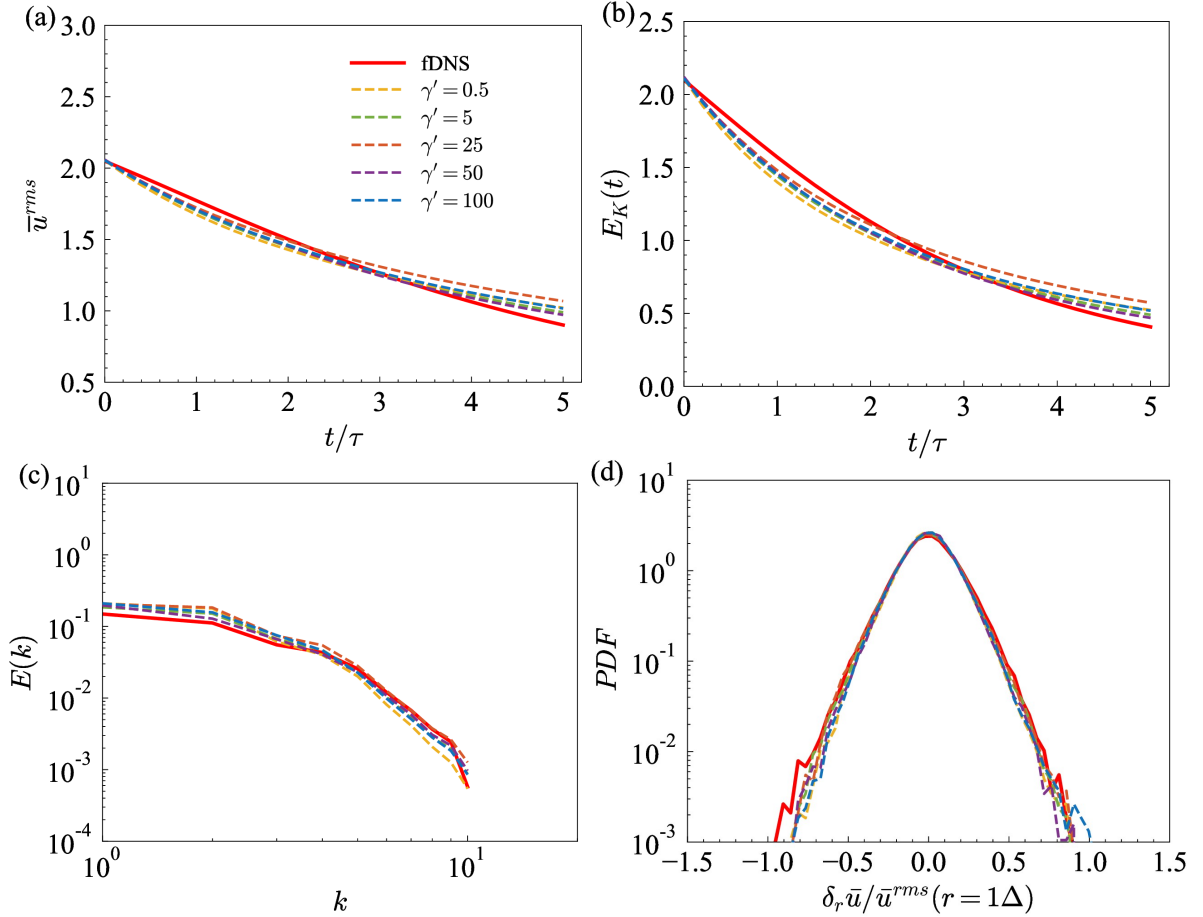 (a)
3.0
2.5
2.0
1.5
1.0
0.5
0 1 2 3 4 5
u̅^{rms}
t/τ
fDNS
γ′ = 0.5
γ′ = 5
γ′ = 25
γ′ = 50
γ′ = 100
(b)
2.5
2.0
1.5
1.0
0.5
0.0
0 1 2 3 4 5
E_K(t)
t/τ
(c)
10^1
10^0
10^{−1}
10^{−2}
10^{−3}
10^{−4}
10^0 10^1
E(k)
k
(d)
10^1
10^0
10^{−1}
10^{−2}
10^{−3}
−1.5 −1.0 −0.5 0.0 0.5 1.0 1.5
PDF
δ_r u̅/u̅^{rms}(r = 1Δ)